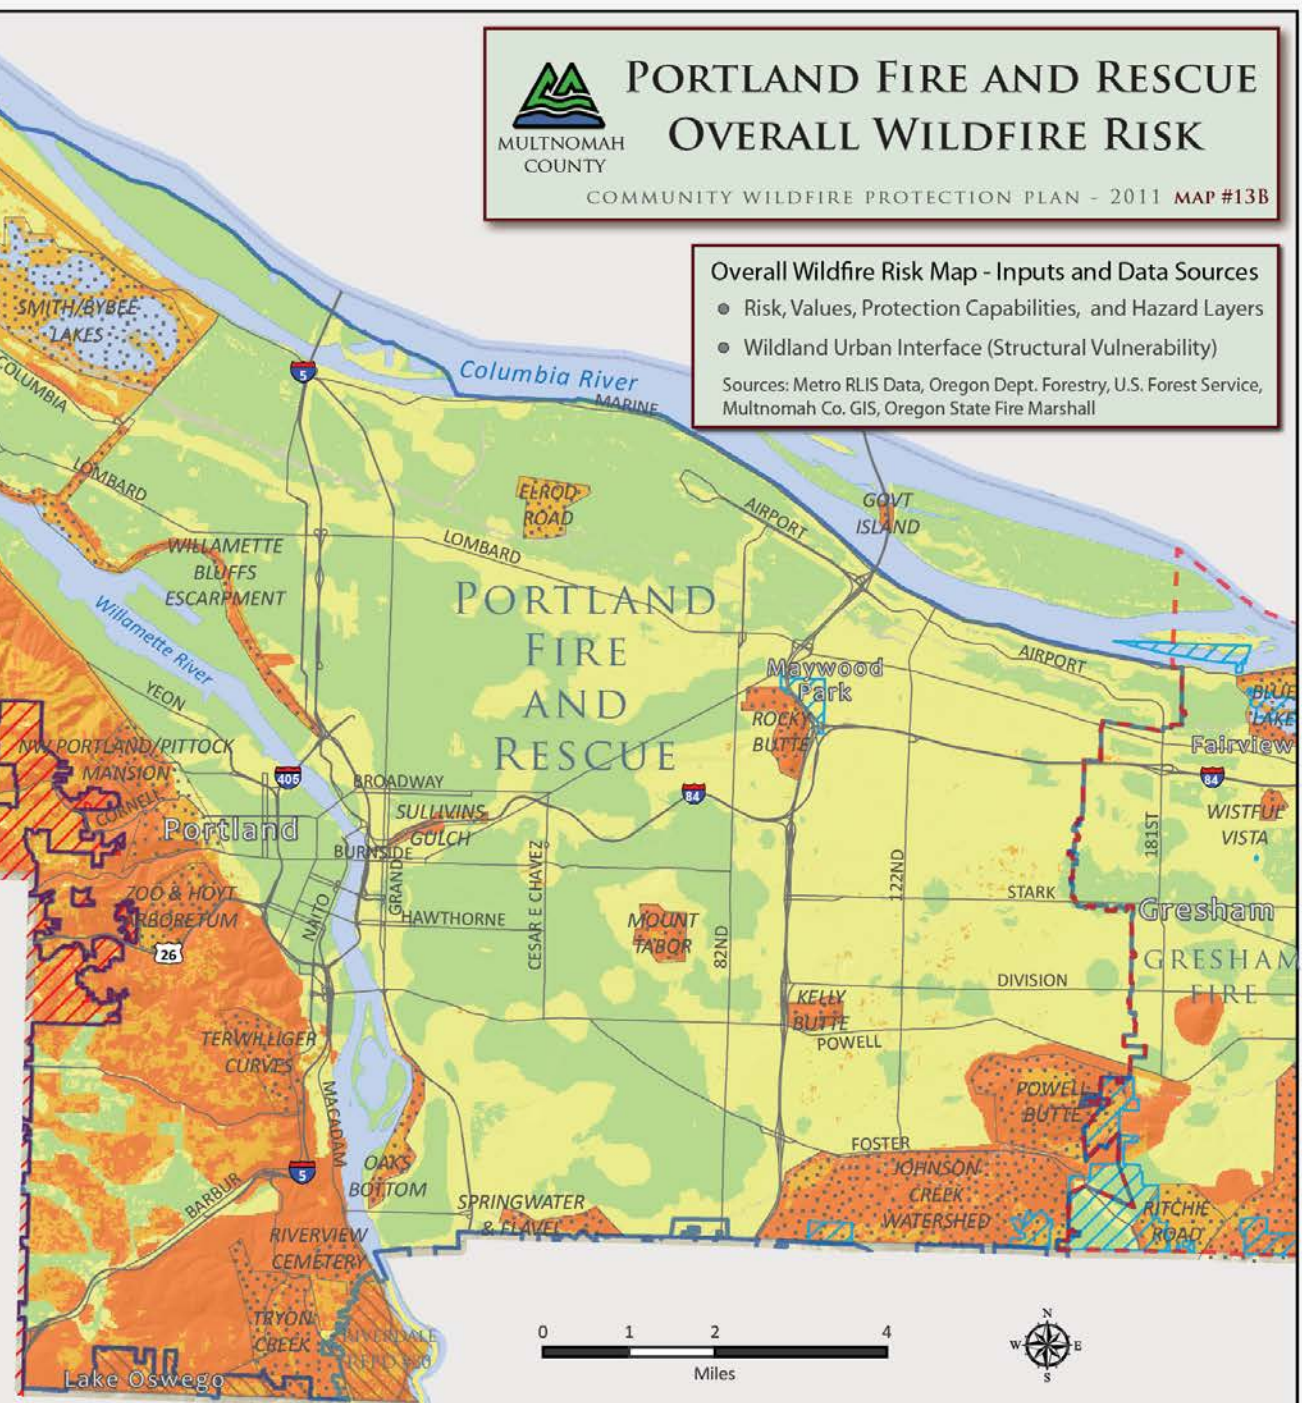 PORTLAND FIRE AND RESCUE
OVERALL WILDFIRE RISK
MULTNOMAH
COUNTY
COMMUNITY WILDFIRE PROTECTION PLAN - 2011 MAP #13B
Overall Wildfire Risk Map - Inputs and Data Sources
Risk, Values, Protection Capabilities, and Hazard Layers
Wildland Urban Interface (Structural Vulnerability)
Sources: Metro RLIS Data, Oregon Dept. Forestry, U.S. Forest Service,
Multnomah Co. GIS, Oregon State Fire Marshall
SMITH/BYBEE
LAKES
COLUMBIA
5
Columbia River
MARINE
LOMBARD
ELROD
ROAD
AIRPORT
GOVT
ISLAND
WILLAMETTE
BLUFFS
ESCARPMENT
LOMBARD
Willamette River
PORTLAND
FIRE
AND
RESCUE
YEON
AIRPORT
Maywood
Park
ROCKY
BUTTE
BLUE
LAKE
Fairview
NW PORTLAND/PITTOCK
MANSION
CORNELL
405
BROADWAY
84
84
SULLIVINS
GULCH
WISTFUL
VISTA
Portland
BURNSIDE
181ST
122ND
STARK
GRAND
CESAR E CHAVEZ
ZOO & HOYT
ARBORETUM
NAITO
HAWTHORNE
MOUNT
TABOR
82ND
Gresham
GRESHAM
FIRE
26
DIVISION
KELLY
BUTTE
POWELL
TERWILLIGER
CURVES
MACADAM
POWELL
BUTTE
FOSTER
5
OAKS
BOTTOM
BARBUR
JOHNSON
CREEK
WATERSHED
SPRINGWATER
& FLAVEL
RITCHIE
ROAD
RIVERVIEW
CEMETERY
TRYON
CREEK
RIVERDALE
Lake Oswego
0 1 2 4
Miles
N
W E
S